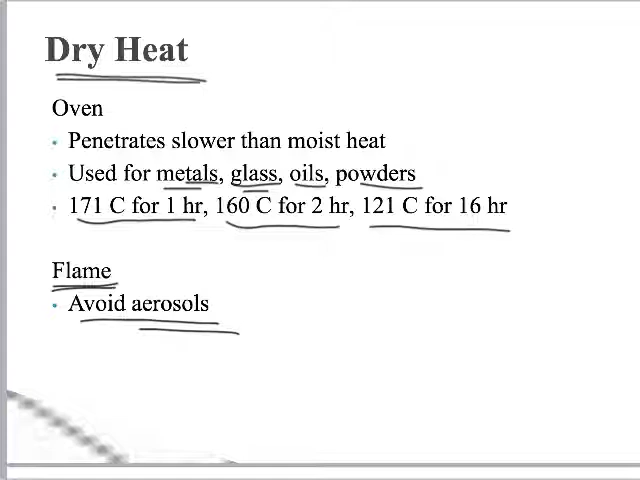 Dry Heat
Oven
• Penetrates slower than moist heat
• Used for metals, glass, oils, powders
• 171 C for 1 hr, 160 C for 2 hr, 121 C for 16 hr
Flame
• Avoid aerosols